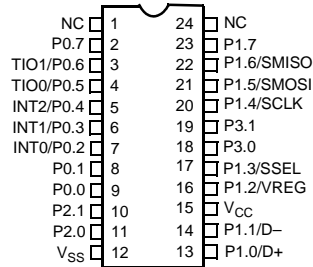 NC 1 24 NC
P0.7 2 23 P1.7
TIO1/P0.6 3 22 P1.6/SMISO
TIO0/P0.5 4 21 P1.5/SMOSI
INT2/P0.4 5 20 P1.4/SCLK
INT1/P0.3 6 19 P3.1
INT0/P0.2 7 18 P3.0
P0.1 8 17 P1.3/SSEL
P0.0 9 16 P1.2/VREG
P2.1 10 15 VCC
P2.0 11 14 P1.1/D–
VSS 12 13 P1.0/D+